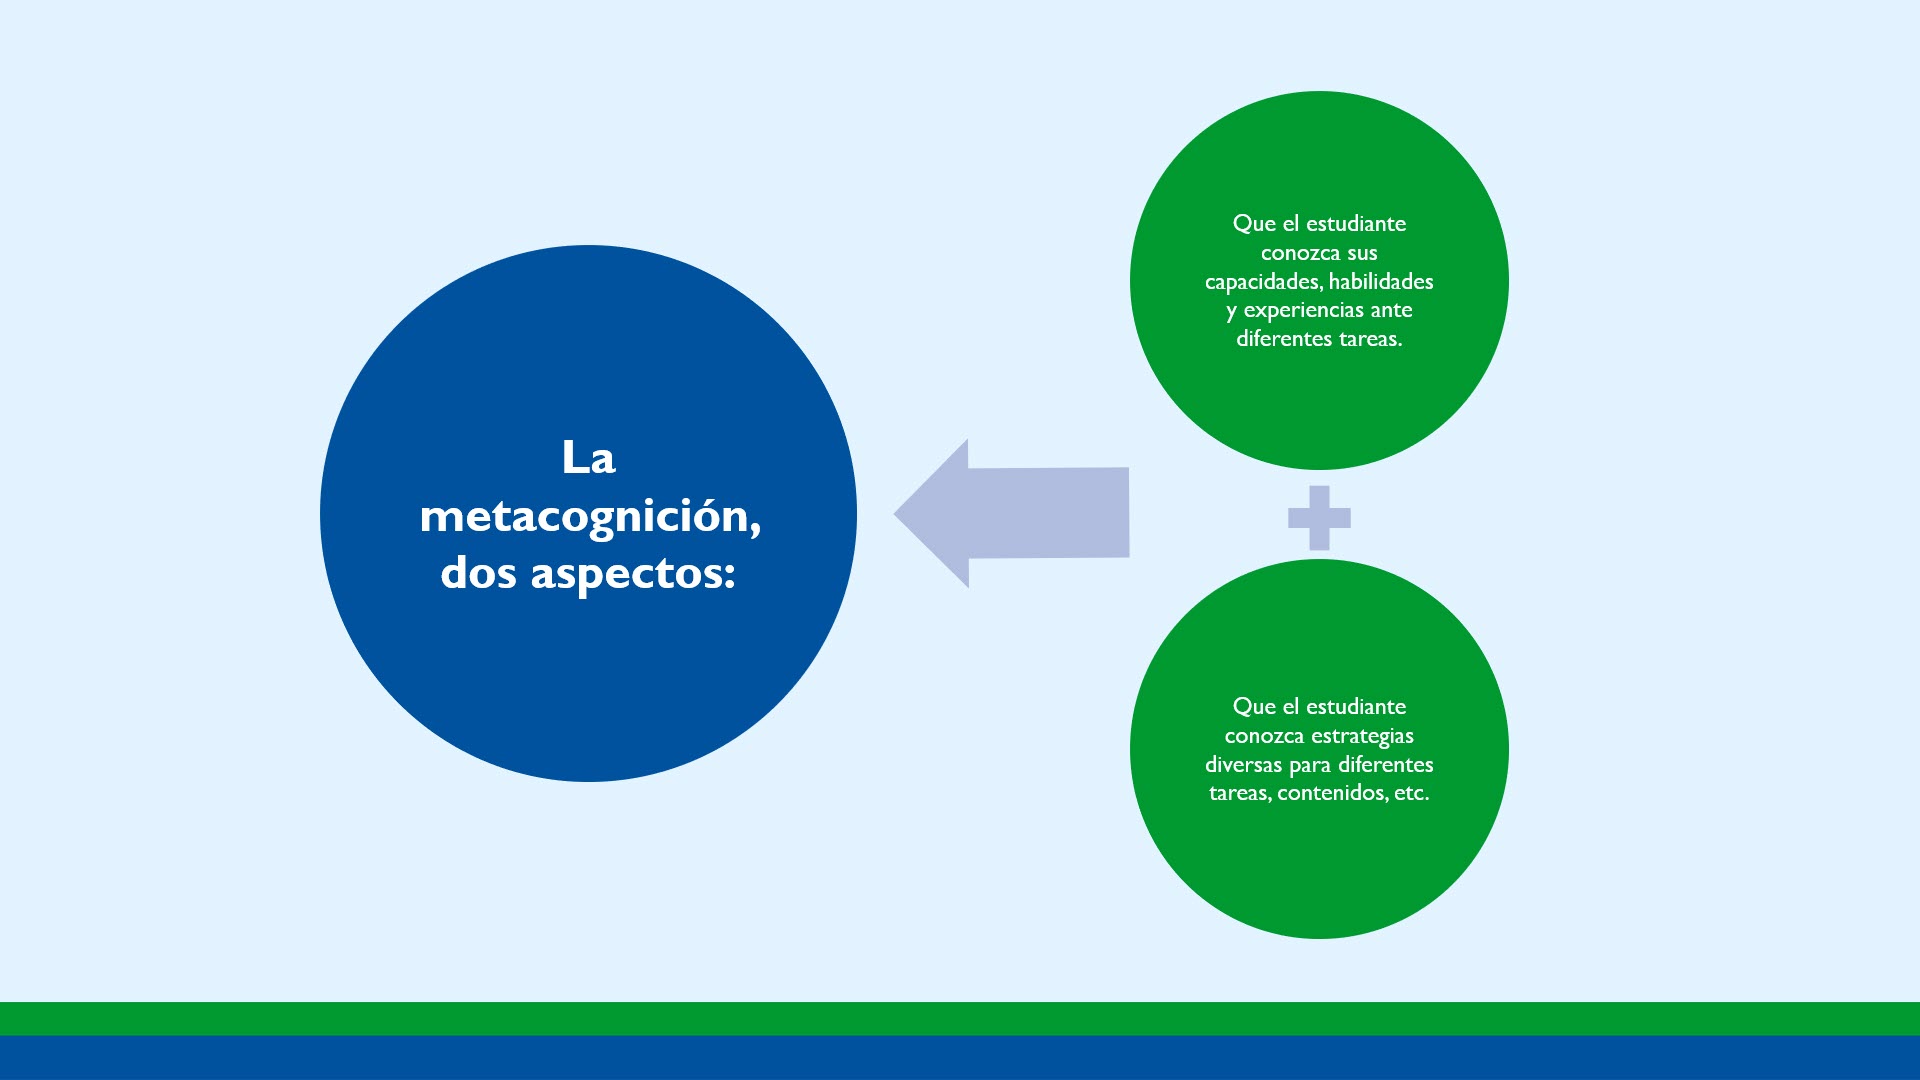 La
metacognición,
dos aspectos:
Que el estudiante
conozca sus
capacidades, habilidades
y experiencias ante
diferentes tareas.
Que el estudiante
conozca estrategias
diversas para diferentes
tareas, contenidos, etc.